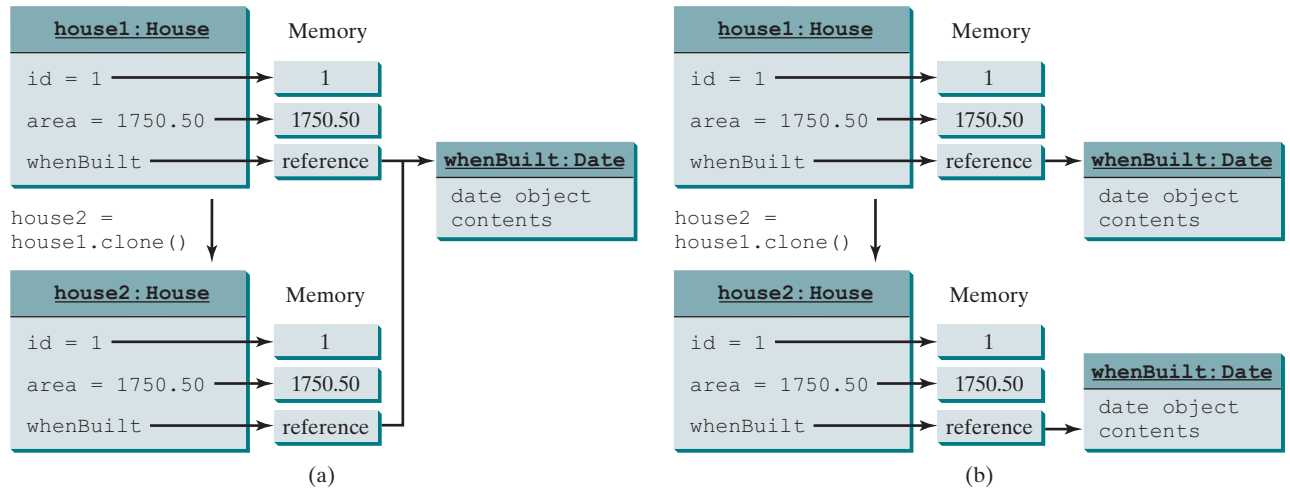 house1:House
Memory
id = 1
1
area = 1750.50
1750.50
whenBuilt
reference
whenBuilt:Date
date object
contents
house2 =
house1.clone()
house2:House
Memory
id = 1
1
area = 1750.50
1750.50
whenBuilt
reference
(a)
house1:House
Memory
id = 1
1
area = 1750.50
1750.50
whenBuilt
reference
whenBuilt:Date
date object
contents
house2 =
house1.clone()
house2:House
Memory
id = 1
1
area = 1750.50
1750.50
whenBuilt
reference
whenBuilt:Date
date object
contents
(b)